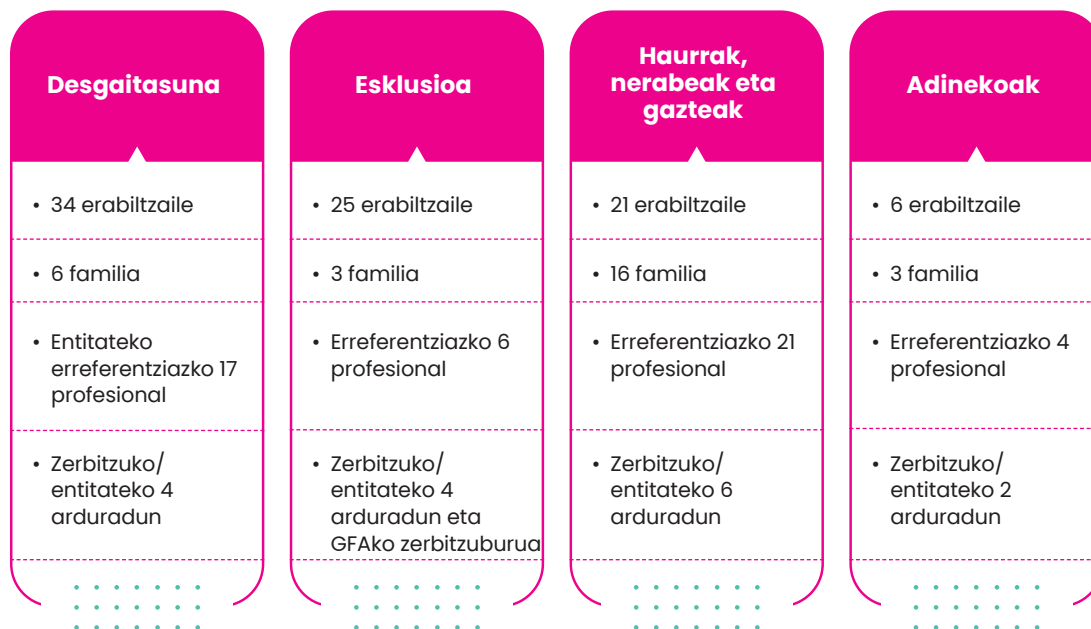 Desgaitasuna
• 34 erabiltzaile
• 6 familia
• Entitateko
erreferentziazko 17
profesional
• Zerbitzuko/
entitateko 4
arduradun
Esklusioa
• 25 erabiltzaile
• 3 familia
• Erreferentziazko 6
profesional
• Zerbitzuko/
entitateko 4
arduradun eta
GFAko zerbitzuburua
Haurrak,
nerabeak eta
gazteak
• 21 erabiltzaile
• 16 familia
• Erreferentziazko 21
profesional
• Zerbitzuko/
entitateko 6
arduradun
Adinekoak
• 6 erabiltzaile
• 3 familia
• Erreferentziazko 4
profesional
• Zerbitzuko/
entitateko 2
arduradun